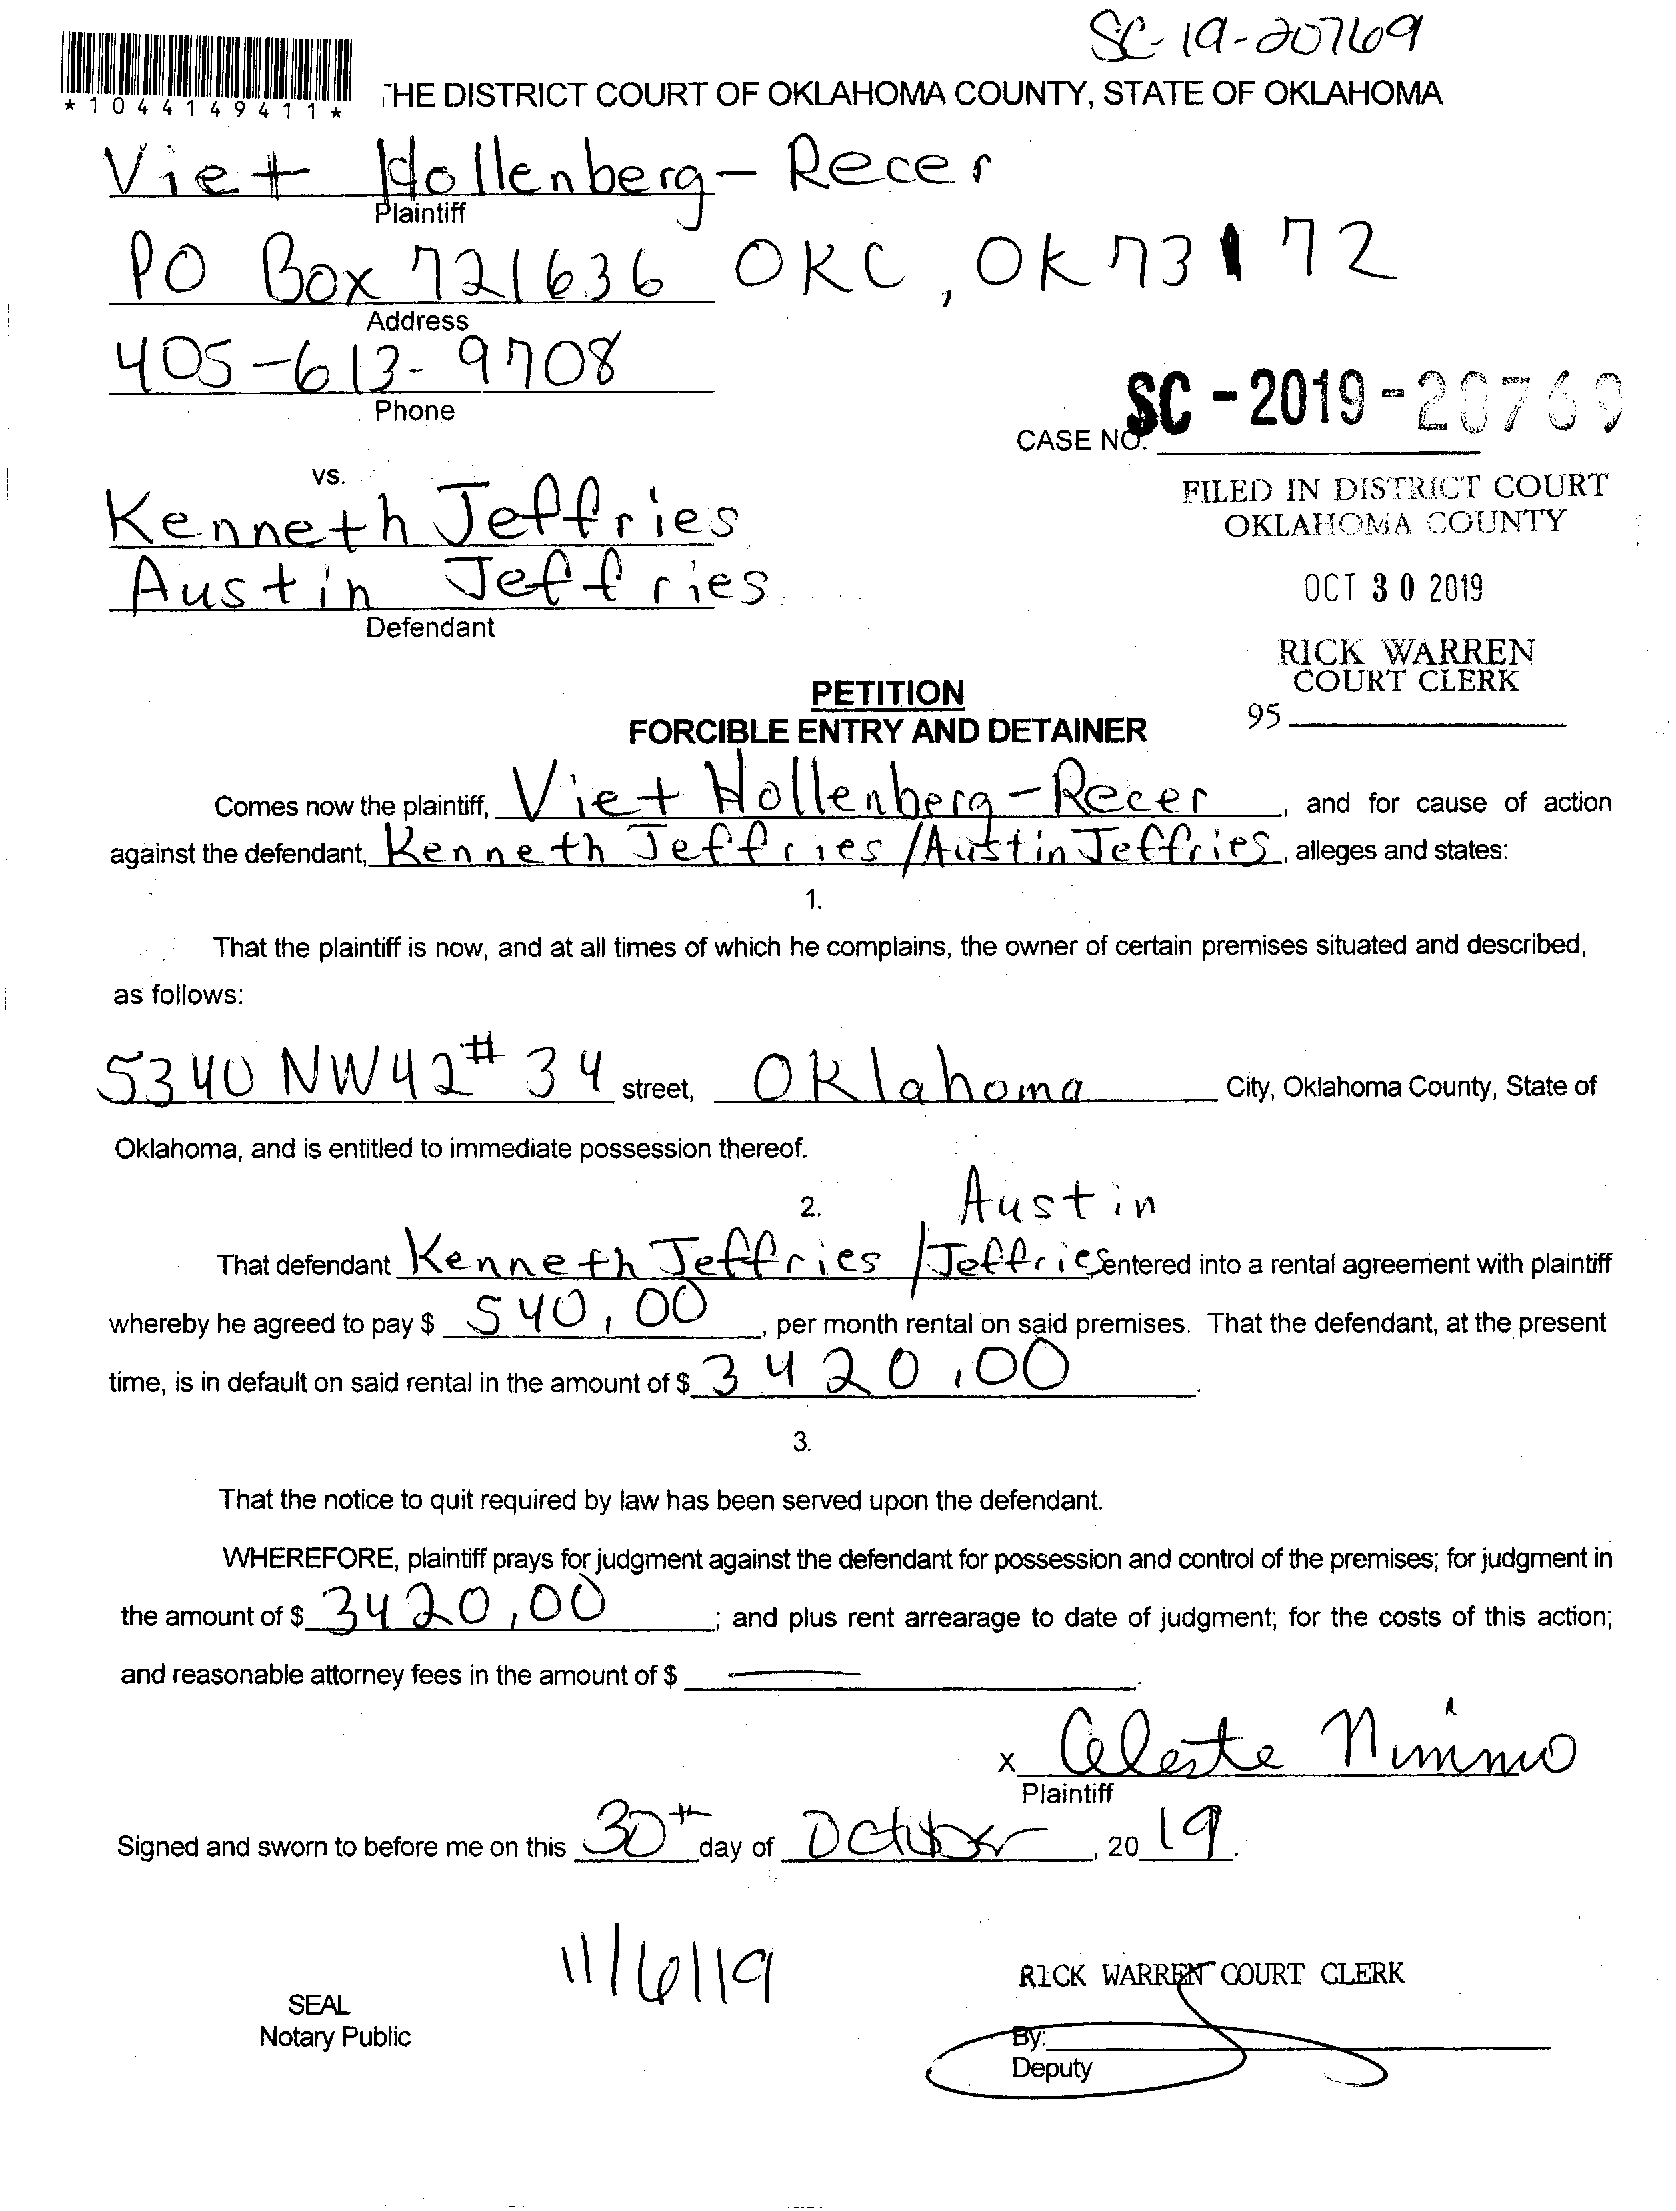 SC-19-20769
*1044149411*
THE DISTRICT COURT OF OKLAHOMA COUNTY, STATE OF OKLAHOMA
Viet Hollenberg-Recer
Plaintiff
PO Box 721636 OKC, OK 73172
Address
405-613-9708
Phone
CASE NO. SC-2019-20769
vs.
FILED IN DISTRICT COURT
OKLAHOMA COUNTY
Kenneth Jeffries
Austin Jeffries
Defendant
OCT 30 2019
RICK WARREN
COURT CLERK
95
PETITION
FORCIBLE ENTRY AND DETAINER
Comes now the plaintiff, Viet Hollenberg-Recer, and for cause of action
against the defendant, Kenneth Jeffries/Austin Jeffries, alleges and states:
1.
That the plaintiff is now, and at all times of which he complains, the owner of certain premises situated and described,
as follows:
5340 NW 42 # 34 street, Oklahoma City, Oklahoma County, State of
Oklahoma, and is entitled to immediate possession thereof.
2.
Austin
That defendant Kenneth Jeffries / Jeffries entered into a rental agreement with plaintiff
whereby he agreed to pay $ 540,00, per month rental on said premises. That the defendant, at the present
time, is in default on said rental in the amount of $ 3420,00.
3.
That the notice to quit required by law has been served upon the defendant.
WHEREFORE, plaintiff prays for judgment against the defendant for possession and control of the premises; for judgment in
the amount of $ 3420,00; and plus rent arrearage to date of judgment; for the costs of this action;
and reasonable attorney fees in the amount of $ —.
x Celeste Nimmo
Plaintiff
Signed and sworn to before me on this 30th day of October, 2019.
11/6/19
RICK WARREN COURT CLERK
SEAL
Notary Public
By:
Deputy